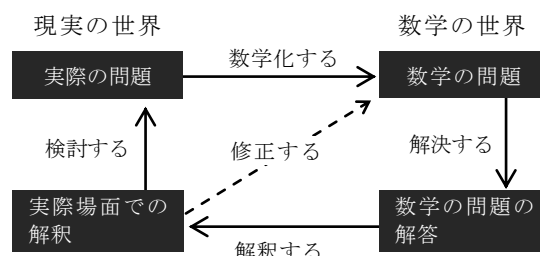 現実の世界
数学の世界
実際の問題
数学化する
数学の問題
検討する
修正する
解決する
実際場面での
解釈
数学の問題の
解答
解釈する